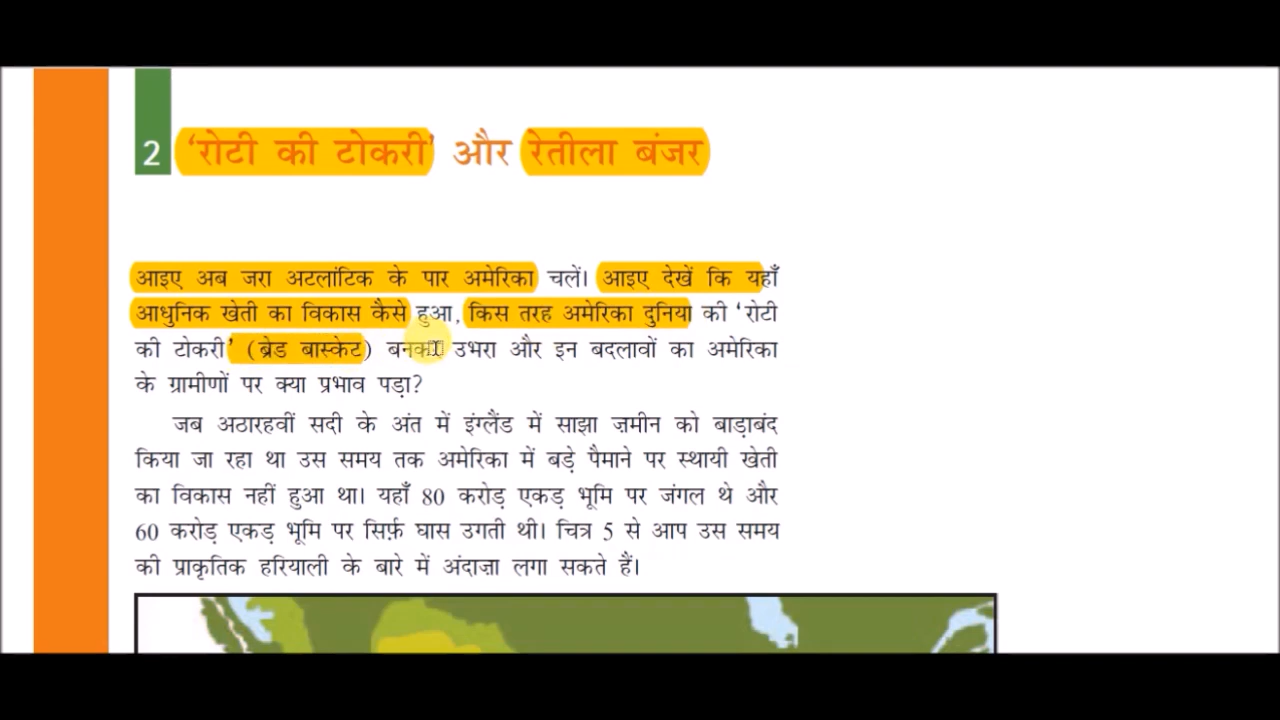 2 'रोटी की टोकरी' और रेतीला बंजर
आइए अब जरा अटलांटिक के पार अमेरिका चलें। आइए देखें कि यहाँ
आधुनिक खेती का विकास कैसे हुआ, किस तरह अमेरिका दुनिया की 'रोटी
की टोकरी' (ब्रेड बास्केट) बनकर उभरा और इन बदलावों का अमेरिका
के ग्रामीणों पर क्या प्रभाव पड़ा?
जब अठारहवीं सदी के अंत में इंग्लैंड में साझा ज़मीन को बाड़ाबंद
किया जा रहा था उस समय तक अमेरिका में बड़े पैमाने पर स्थायी खेती
का विकास नहीं हुआ था। यहाँ 80 करोड़ एकड़ भूमि पर जंगल थे और
60 करोड़ एकड़ भूमि पर सिर्फ़ घास उगती थी। चित्र 5 से आप उस समय
की प्राकृतिक हरियाली के बारे में अंदाज़ा लगा सकते हैं।